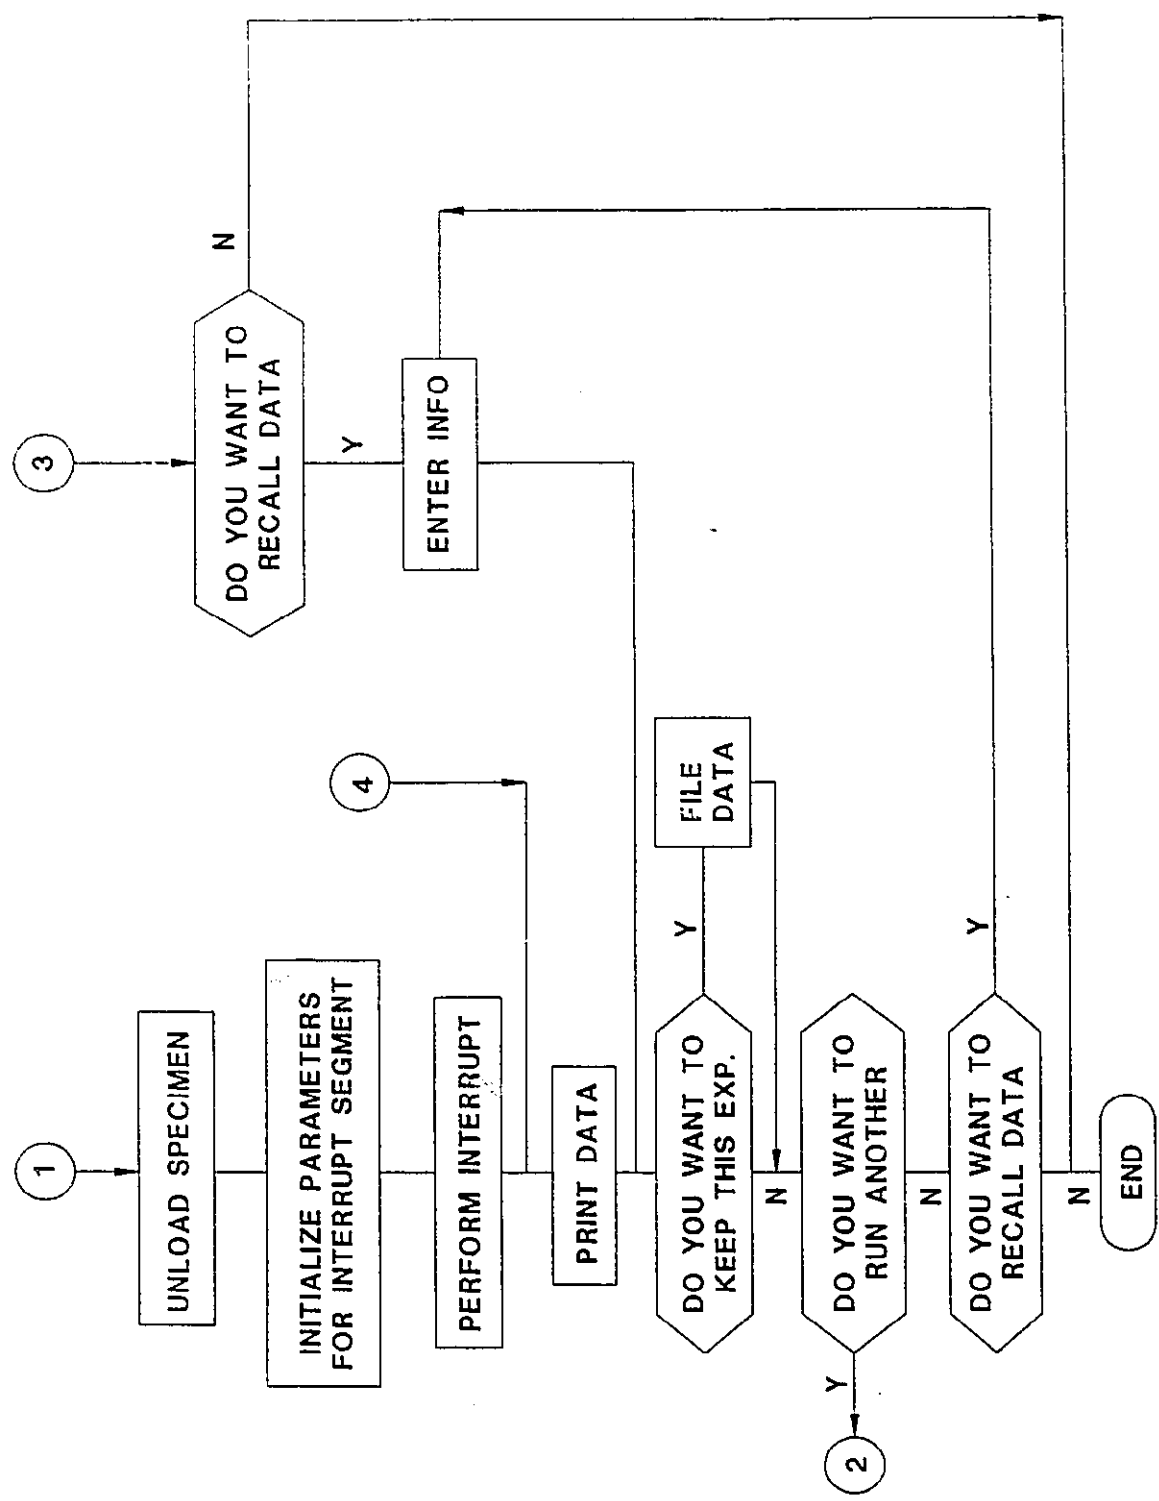 1
UNLOAD SPECIMEN
INITIALIZE PARAMETERS
FOR INTERRUPT SEGMENT
PERFORM INTERRUPT
4
PRINT DATA
DO YOU WANT TO
KEEP THIS EXP.
Y
FILE
DATA
N
DO YOU WANT TO
RUN ANOTHER
Y
2
N
DO YOU WANT TO
RECALL DATA
Y
N
END
3
DO YOU WANT TO
RECALL DATA
N
Y
ENTER INFO